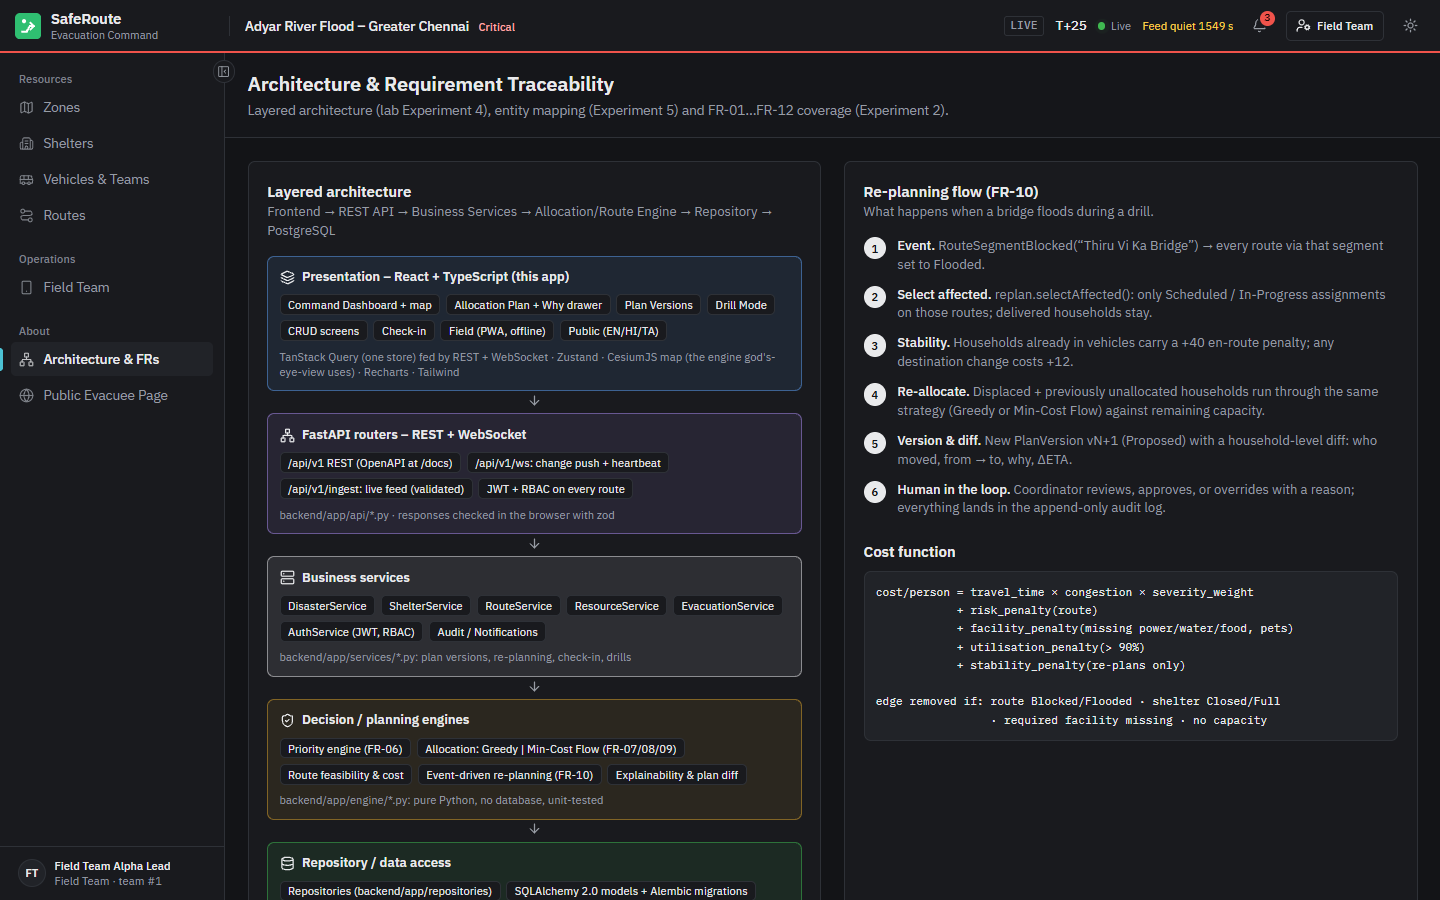 SafeRoute
Evacuation Command
Adyar River Flood – Greater Chennai Critical
LIVE T+25 Live Feed quiet 1549 s 3 Field Team
Resources
Zones
Shelters
Vehicles & Teams
Routes
Operations
Field Team
About
Architecture & FRs
Public Evacuee Page
FT
Field Team Alpha Lead
Field Team · team #1
Architecture & Requirement Traceability
Layered architecture (lab Experiment 4), entity mapping (Experiment 5) and FR-01…FR-12 coverage (Experiment 2).
Layered architecture
Frontend → REST API → Business Services → Allocation/Route Engine → Repository →
PostgreSQL
Presentation – React + TypeScript (this app)
Command Dashboard + map Allocation Plan + Why drawer Plan Versions Drill Mode
CRUD screens Check-in Field (PWA, offline) Public (EN/HI/TA)
TanStack Query (one store) fed by REST + WebSocket · Zustand · CesiumJS map (the engine god's-
eye-view uses) · Recharts · Tailwind
↓
FastAPI routers – REST + WebSocket
/api/v1 REST (OpenAPI at /docs) /api/v1/ws: change push + heartbeat
/api/v1/ingest: live feed (validated) JWT + RBAC on every route
backend/app/api/*.py · responses checked in the browser with zod
↓
Business services
DisasterService ShelterService RouteService ResourceService EvacuationService
AuthService (JWT, RBAC) Audit / Notifications
backend/app/services/*.py: plan versions, re-planning, check-in, drills
↓
Decision / planning engines
Priority engine (FR-06) Allocation: Greedy | Min-Cost Flow (FR-07/08/09)
Route feasibility & cost Event-driven re-planning (FR-10) Explainability & plan diff
backend/app/engine/*.py: pure Python, no database, unit-tested
↓
Repository / data access
Repositories (backend/app/repositories) SQLAlchemy 2.0 models + Alembic migrations
Re-planning flow (FR-10)
What happens when a bridge floods during a drill.
1 Event. RouteSegmentBlocked(“Thiru Vi Ka Bridge”) → every route via that segment
set to Flooded.
2 Select affected. replan.selectAffected(): only Scheduled / In-Progress assignments
on those routes; delivered households stay.
3 Stability. Households already in vehicles carry a +40 en-route penalty; any
destination change costs +12.
4 Re-allocate. Displaced + previously unallocated households run through the same
strategy (Greedy or Min-Cost Flow) against remaining capacity.
5 Version & diff. New PlanVersion vN+1 (Proposed) with a household-level diff: who
moved, from → to, why, ΔETA.
6 Human in the loop. Coordinator reviews, approves, or overrides with a reason;
everything lands in the append-only audit log.
Cost function
cost/person = travel_time × congestion × severity_weight
+ risk_penalty(route)
+ facility_penalty(missing power/water/food, pets)
+ utilisation_penalty(> 90%)
+ stability_penalty(re-plans only)
edge removed if: route Blocked/Flooded · shelter Closed/Full
· required facility missing · no capacity